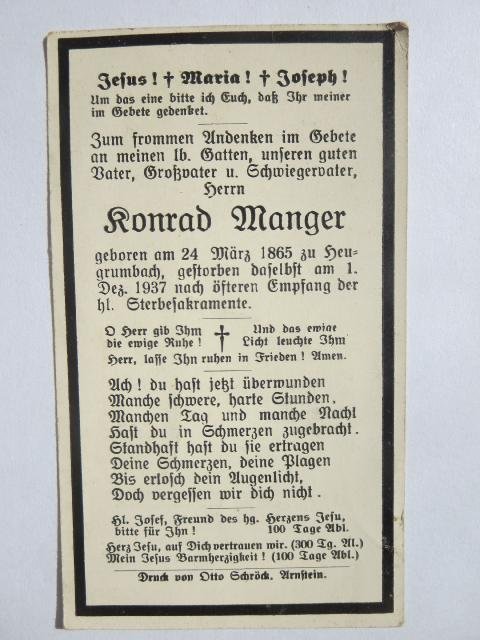 Jesus! † Maria! † Joseph!
Um das eine bitte ich Euch, daß Ihr meiner
im Gebete gedenket.
Zum frommen Andenken im Gebete
an meinen lb. Gatten, unseren guten
Vater, Großvater u. Schwiegervater,
Herrn
Konrad Manger
geboren am 24 März 1865 zu Heu-
grumbach, gestorben daselbst am 1.
Dez. 1937 nach öfteren Empfang der
hl. Sterbesakramente.
O Herr gib Ihm
die ewige Ruhe!
†
Und das ewige
Licht leuchte Ihm
Herr, lasse Ihn ruhen in Frieden! Amen.
Ach! du hast jetzt überwunden
Manche schwere, harte Stunden,
Manchen Tag und manche Nacht
Hast du in Schmerzen zugebracht.
Standhaft hast du sie ertragen
Deine Schmerzen, deine Plagen
Bis erlosch dein Augenlicht,
Doch vergessen wir dich nicht.
Hl. Josef, Freund des hg. Herzens Jesu,
bitte für Ihn! 100 Tage Abl.
Herz Jesu, auf Dich vertrauen wir. (300 Tg. Al.)
Mein Jesus Barmherzigkeit! (100 Tage Abl.)
Druck von Otto Schröck. Arnstein.